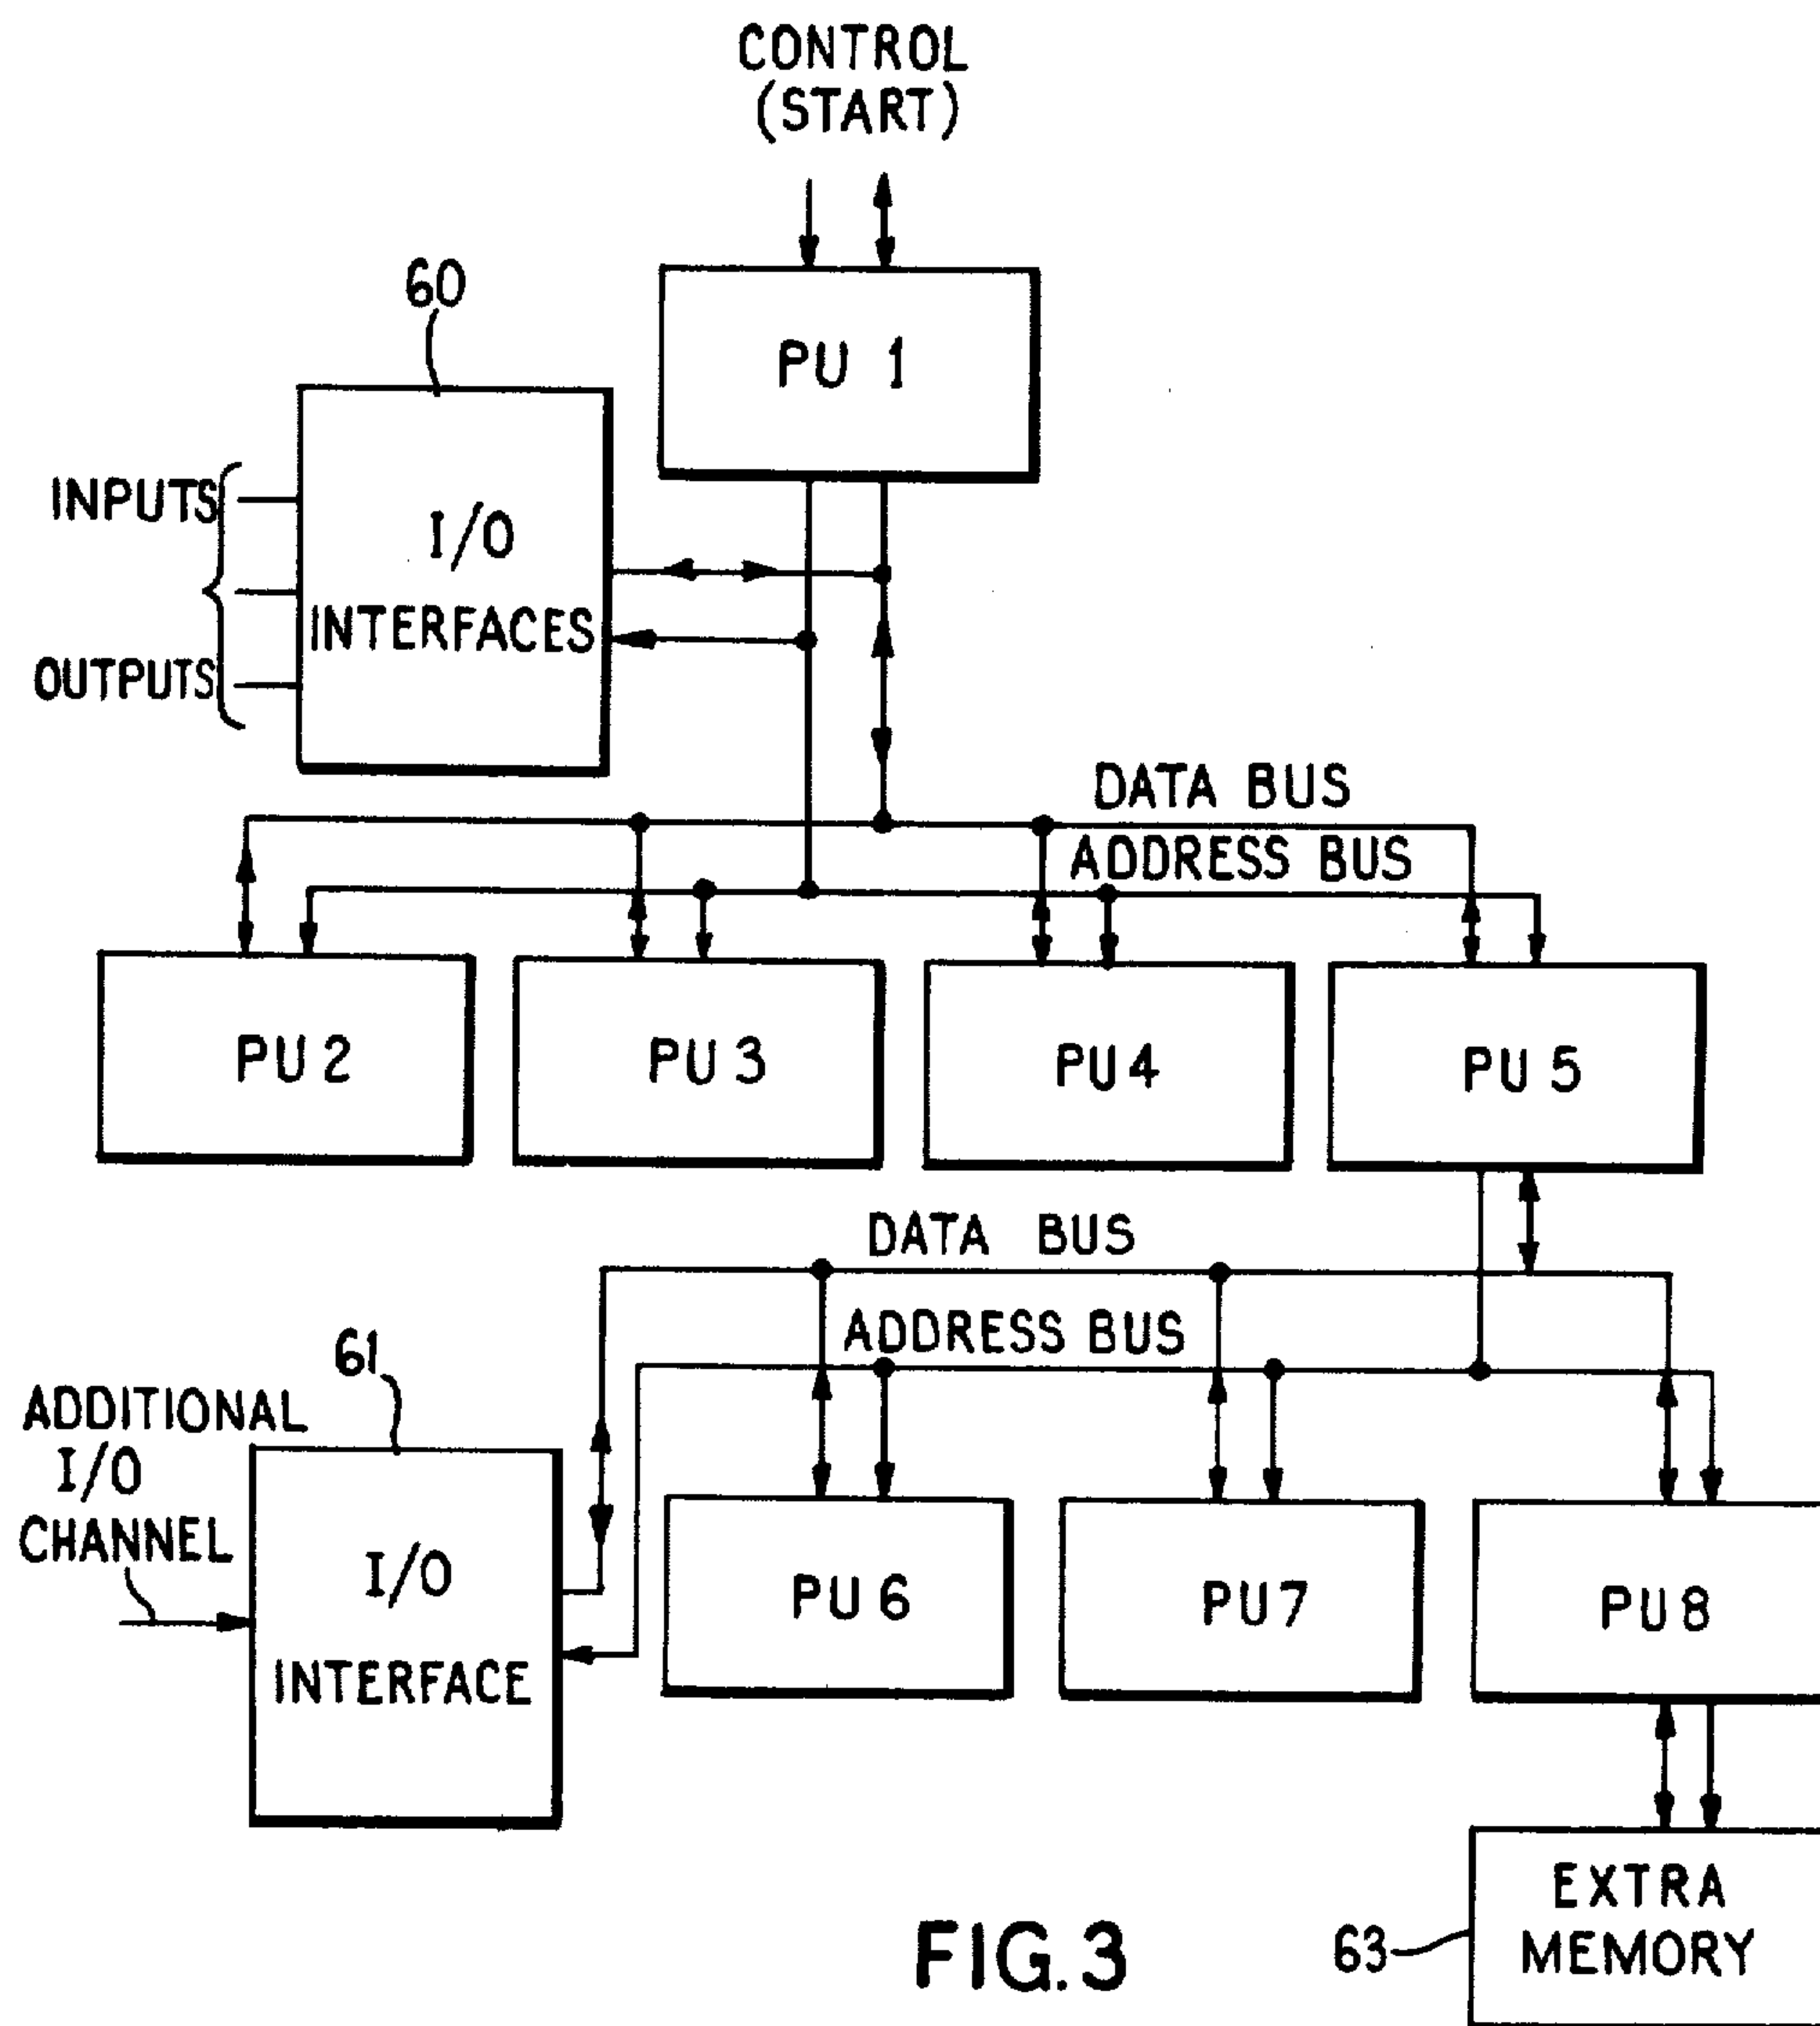 CONTROL
(START)
PU 1
60
INPUTS
I/O
INTERFACES
OUTPUTS
DATA BUS
ADDRESS BUS
PU 2
PU 3
PU 4
PU 5
DATA BUS
ADDRESS BUS
61
ADDITIONAL
I/O
CHANNEL
I/O
INTERFACE
PU 6
PU 7
PU 8
EXTRA
MEMORY
63
FIG. 3